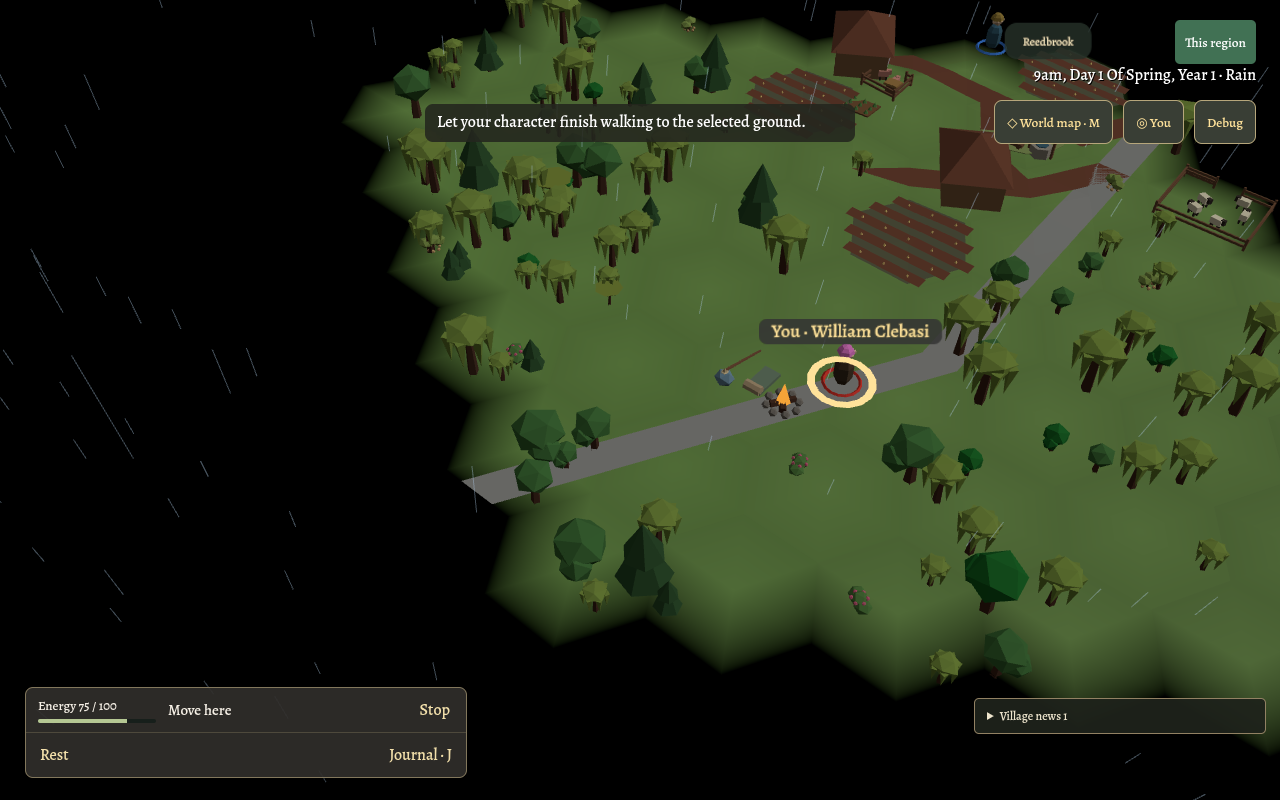 Reedbrook
This region
9am, Day 1 Of Spring, Year 1 · Rain
Let your character finish walking to the selected ground.
◇ World map · M
◎ You
Debug
You · William Clebasi
Energy 75 / 100
Move here
Stop
Rest
Journal · J
▶ Village news 1